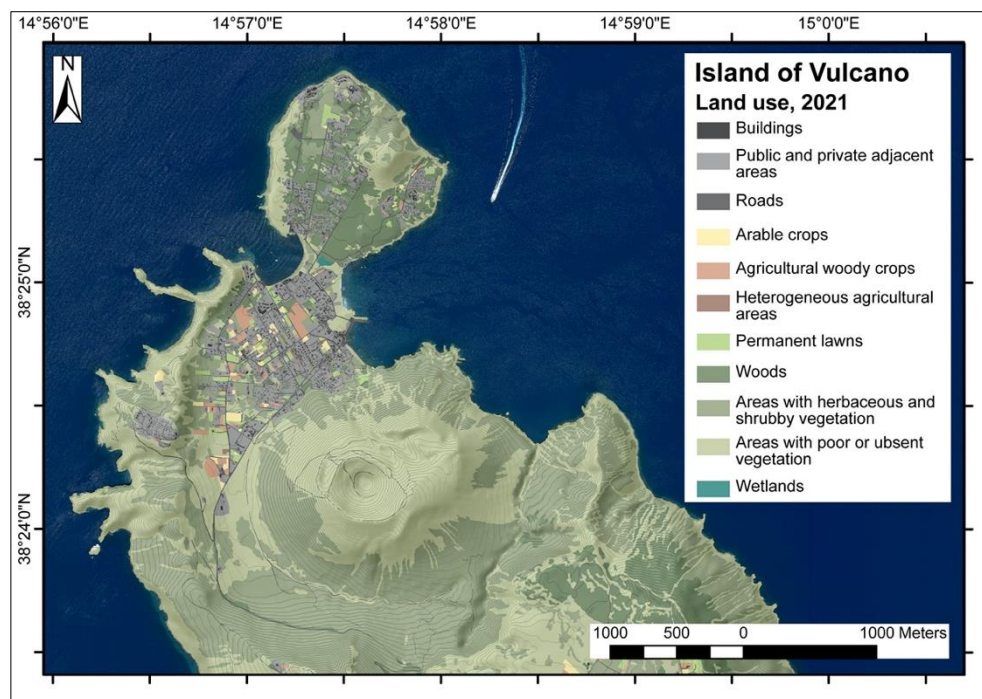 14°56'0"E 14°57'0"E 14°58'0"E 14°59'0"E 15°0'0"E
N
Island of Vulcano
Land use, 2021
Buildings
Public and private adjacent
areas
Roads
Arable crops
Agricultural woody crops
Heterogeneous agricultural
areas
Permanent lawns
Woods
Areas with herbaceous and
shrubby vegetation
Areas with poor or ubsent
vegetation
Wetlands
38°25'0"N
38°24'0"N
1000 500 0 1000 Meters